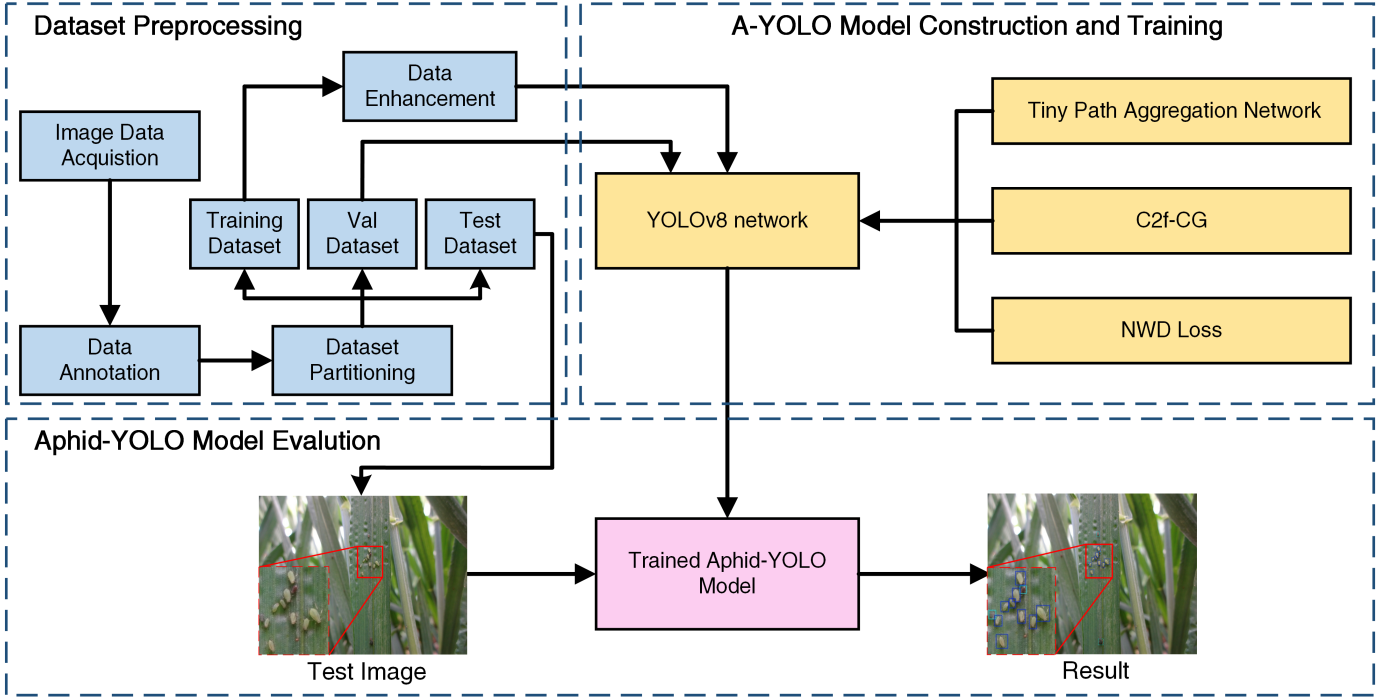 Dataset Preprocessing
Data
Enhancement
Image Data
Acquistion
Training
Dataset
Val
Dataset
Test
Dataset
Data
Annotation
Dataset
Partitioning
A-YOLO Model Construction and Training
YOLOv8 network
Tiny Path Aggregation Network
C2f-CG
NWD Loss
Aphid-YOLO Model Evalution
Test Image
Trained Aphid-YOLO
Model
Result